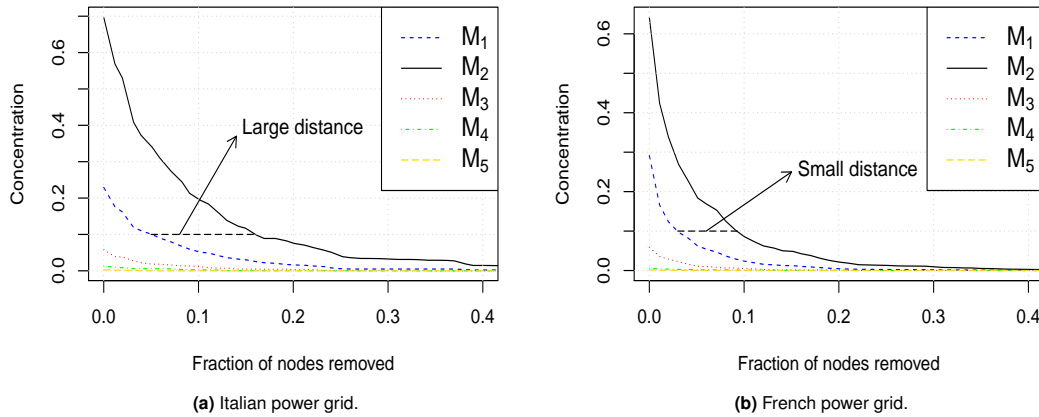 0.0 0.2 0.4 0.6
Concentration
Large distance
M1
M2
M3
M4
M5
0.0 0.1 0.2 0.3 0.4
Fraction of nodes removed
(a) Italian power grid.
0.0 0.2 0.4 0.6
Concentration
Small distance
M1
M2
M3
M4
M5
0.0 0.1 0.2 0.3 0.4
Fraction of nodes removed
(b) French power grid.